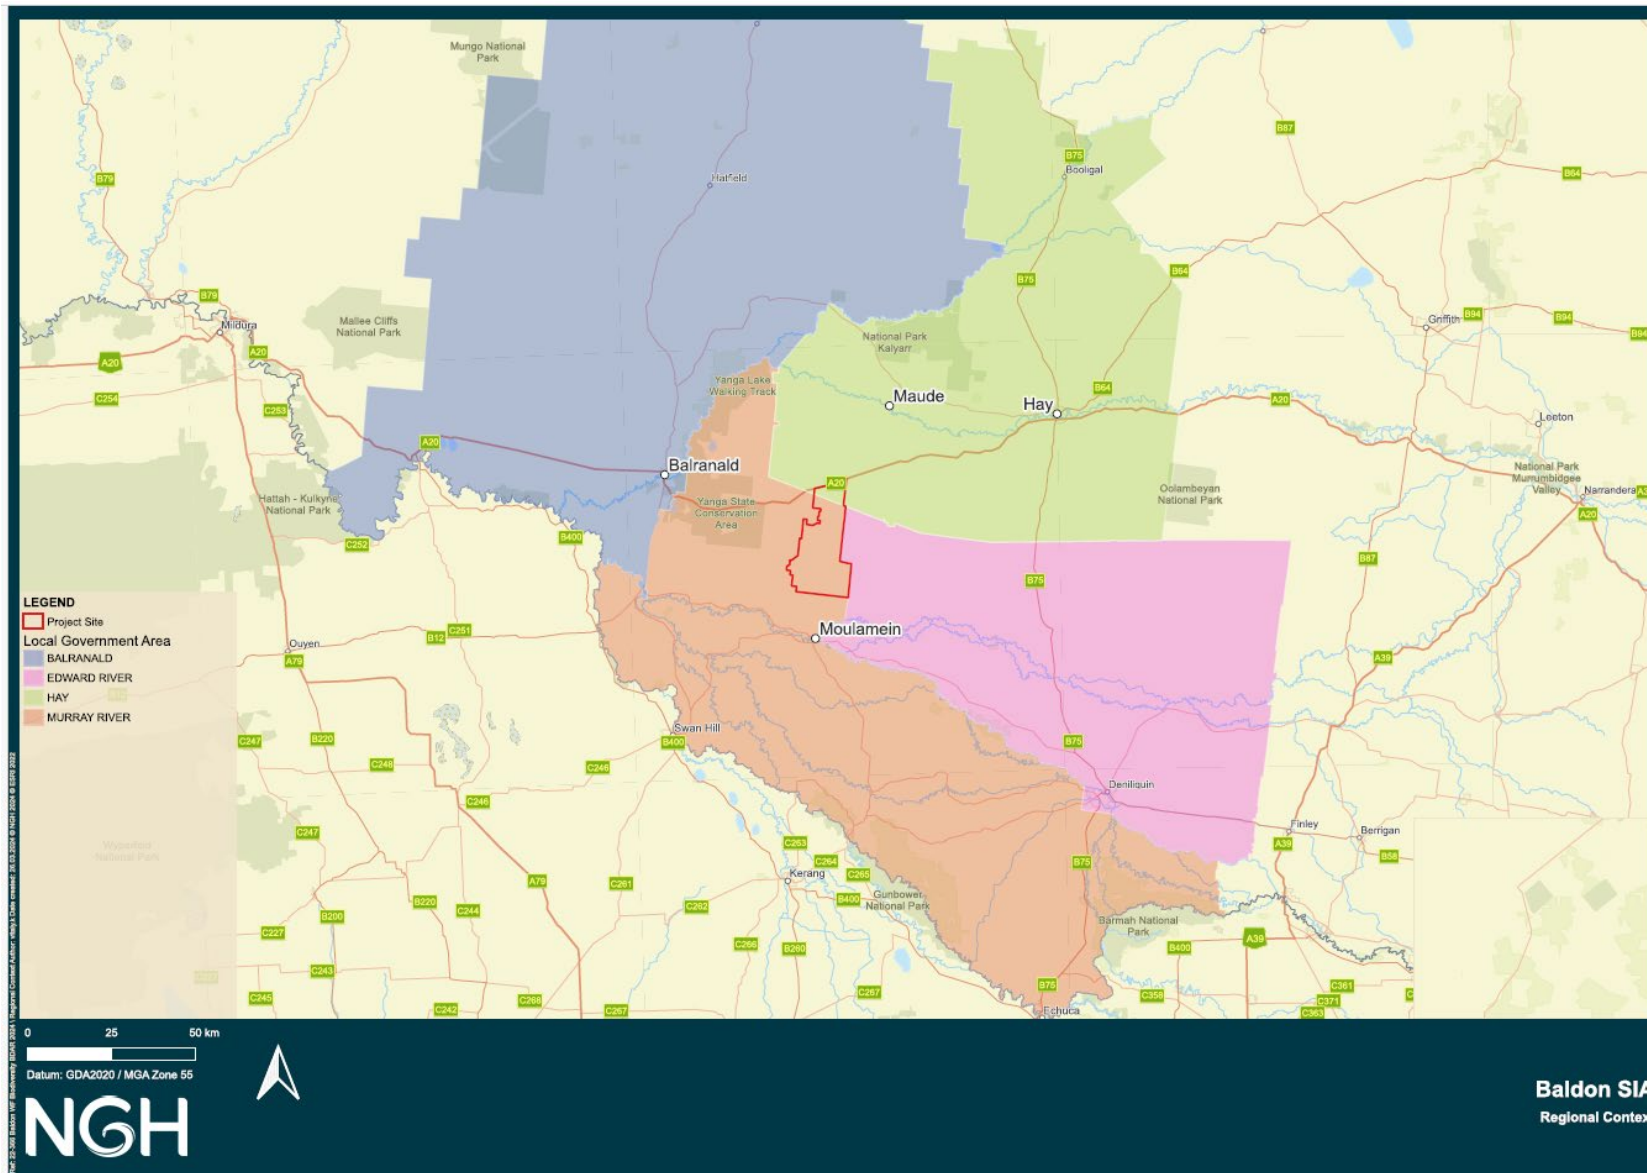 Mungo National
Park
Hatfield
B87
B75
Booligal
B64
B79
B75
B64
B79
Mildura
Mallee Cliffs
National Park
A20
A20
C254
C253
National Park
Kalyarr
Griffith
B94
B94
B94
Yanga Lake
Walking Track
Maude
Hay
B64
A20
Leeton
A20
Balranald
A20
Yanga State
Conservation
Area
Oolambeyan
National Park
National Park
Murrumbidgee
Valley
Narrandera
A20
Hattah - Kulkyne
National Park
C252
B400
B87
B75
LEGEND
Project Site
Local Government Area
BALRANALD
EDWARD RIVER
HAY
MURRAY RIVER
Ouyen
A79
B12
C251
Moulamein
A39
Swan Hill
B400
C247
B220
C248
C246
C246
B75
Deniliquin
C247
Finley
Berrigan
A39
B58
Wyperfeld
National Park
C263
C264
C265
Kerang
B400
Gunbower
National Park
B75
A79
C261
B220
C244
B200
C262
C227
C266
B260
Barmah National
Park
B400
A39
C243
C245
C242
C266
C267
C267
B75
Echuca
C358
C361
C371
C363
0 25 50 km
Datum: GDA2020 / MGA Zone 55
NGH
Baldon SIA
Regional Contex